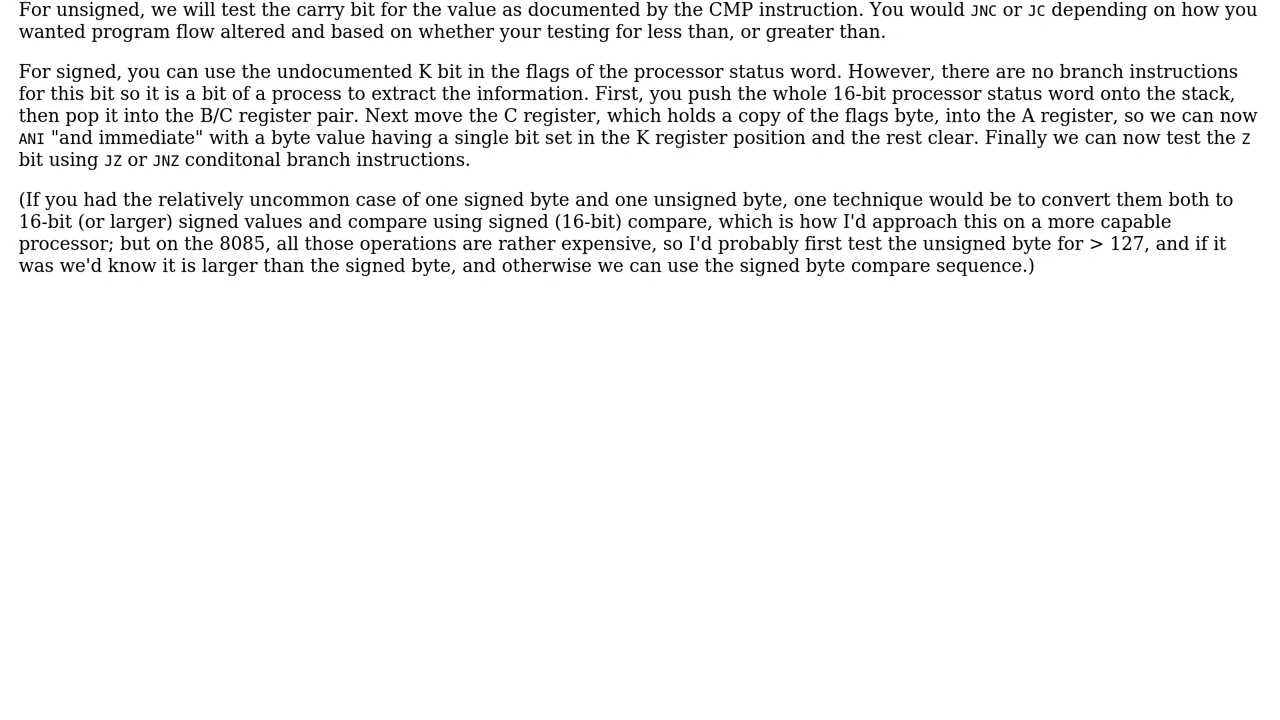 For unsigned, we will test the carry bit for the value as documented by the CMP instruction. You would JNC or JC depending on how you
wanted program flow altered and based on whether your testing for less than, or greater than.
For signed, you can use the undocumented K bit in the flags of the processor status word. However, there are no branch instructions
for this bit so it is a bit of a process to extract the information. First, you push the whole 16-bit processor status word onto the stack,
then pop it into the B/C register pair. Next move the C register, which holds a copy of the flags byte, into the A register, so we can now
ANI "and immediate" with a byte value having a single bit set in the K register position and the rest clear. Finally we can now test the Z
bit using JZ or JNZ conditonal branch instructions.
(If you had the relatively uncommon case of one signed byte and one unsigned byte, one technique would be to convert them both to
16-bit (or larger) signed values and compare using signed (16-bit) compare, which is how I'd approach this on a more capable
processor; but on the 8085, all those operations are rather expensive, so I'd probably first test the unsigned byte for > 127, and if it
was we'd know it is larger than the signed byte, and otherwise we can use the signed byte compare sequence.)